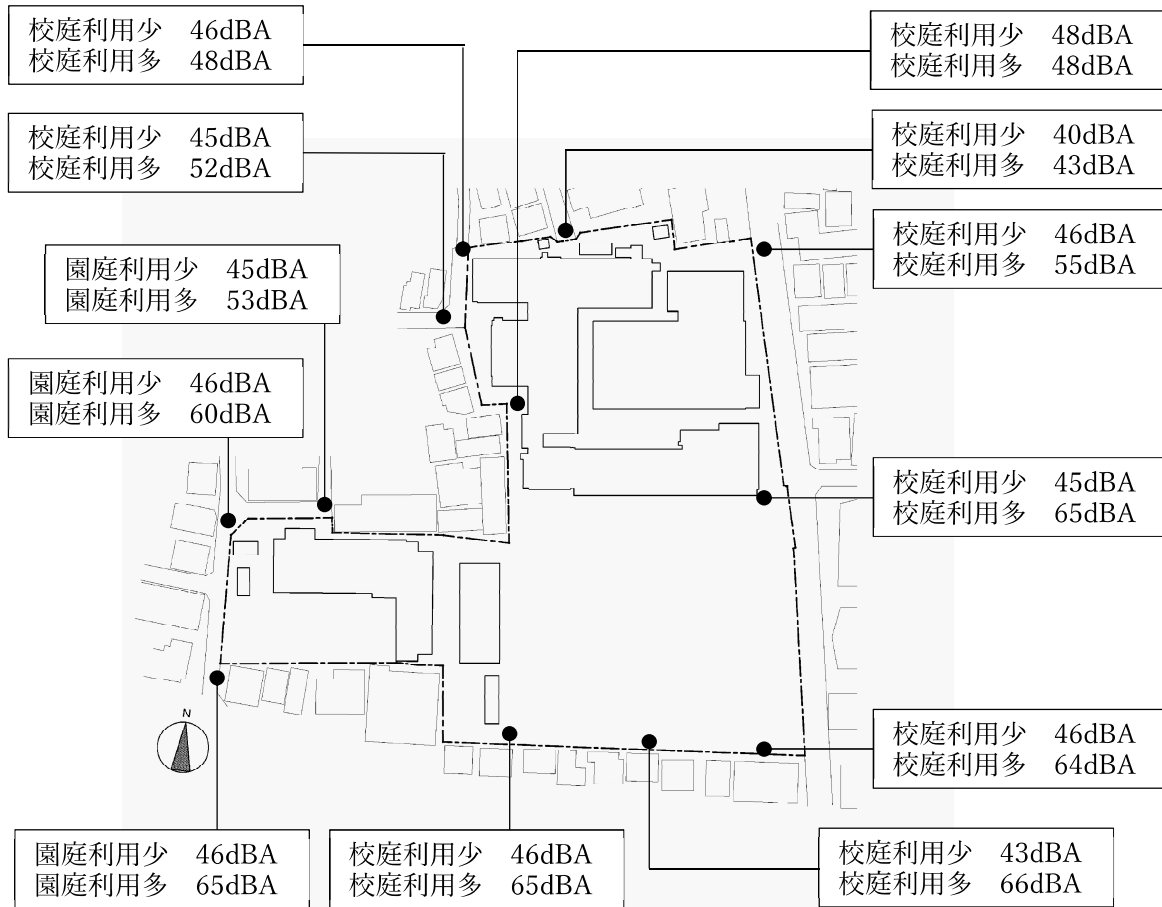 校庭利用少 46dBA
校庭利用多 48dBA
校庭利用少 48dBA
校庭利用多 48dBA
校庭利用少 45dBA
校庭利用多 52dBA
校庭利用少 40dBA
校庭利用多 43dBA
校庭利用少 46dBA
校庭利用多 55dBA
園庭利用少 45dBA
園庭利用多 53dBA
園庭利用少 46dBA
園庭利用多 60dBA
校庭利用少 45dBA
校庭利用多 65dBA
N
校庭利用少 46dBA
校庭利用多 64dBA
園庭利用少 46dBA
園庭利用多 65dBA
校庭利用少 46dBA
校庭利用多 65dBA
校庭利用少 43dBA
校庭利用多 66dBA